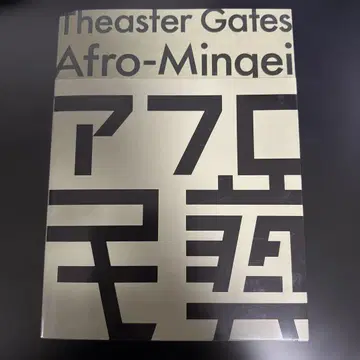 Theaster Gates
Afro-Mingei
アフロ
民藝